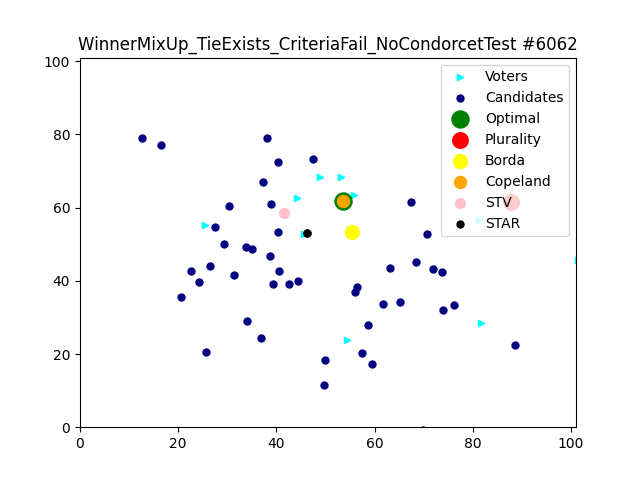 WinnerMixUp_TieExists_CriteriaFail_NoCondorcetTest #6062
100
80
60
40
20
0
0 20 40 60 80 100
Voters
Candidates
Optimal
Plurality
Borda
Copeland
STV
STAR